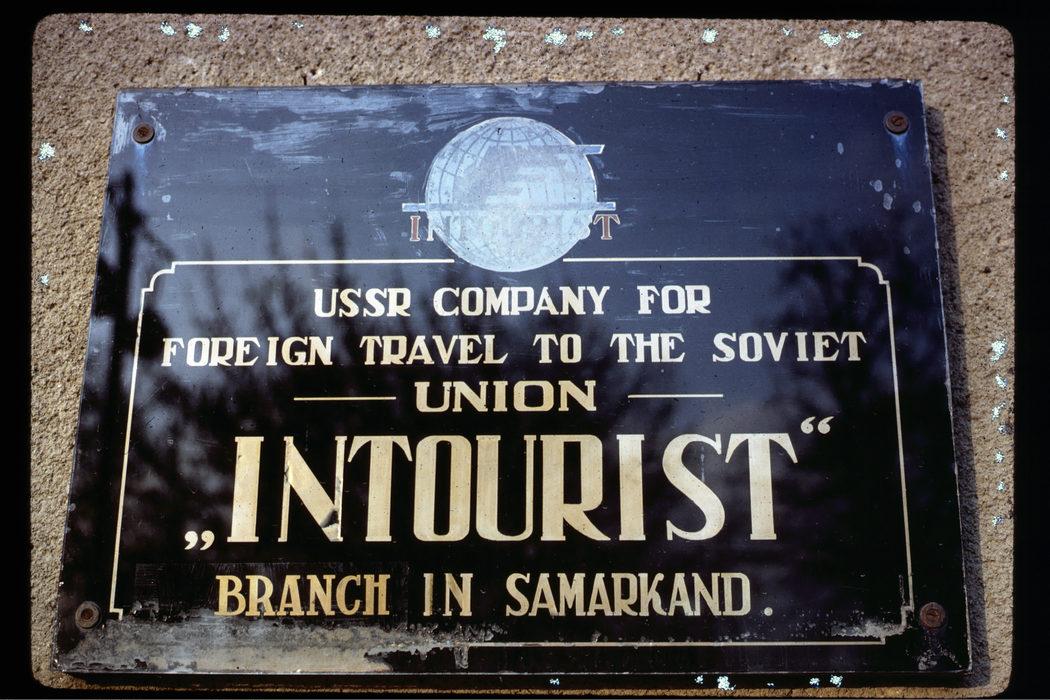 INTOURIST
USSR COMPANY FOR
FOREIGN TRAVEL TO THE SOVIET
UNION
„INTOURIST“
BRANCH IN SAMARKAND.